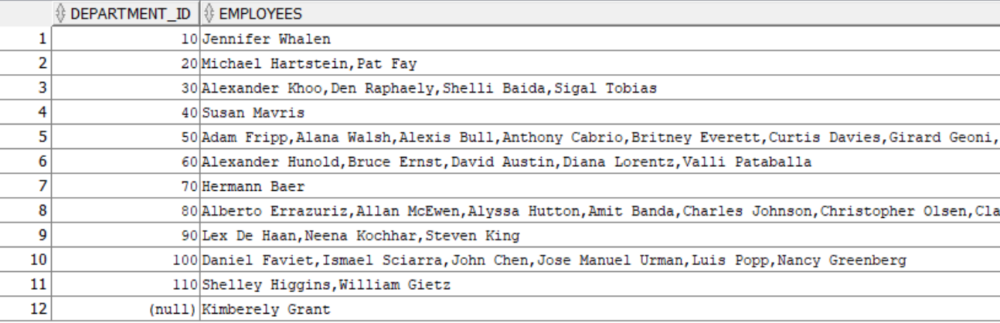 DEPARTMENT_ID EMPLOYEES
1 10 Jennifer Whalen
2 20 Michael Hartstein,Pat Fay
3 30 Alexander Khoo,Den Raphaely,Shelli Baida,Sigal Tobias
4 40 Susan Mavris
5 50 Adam Fripp,Alana Walsh,Alexis Bull,Anthony Cabrio,Britney Everett,Curtis Davies,Girard Geoni,
6 60 Alexander Hunold,Bruce Ernst,David Austin,Diana Lorentz,Valli Pataballa
7 70 Hermann Baer
8 80 Alberto Errazuriz,Allan McEwen,Alyssa Hutton,Amit Banda,Charles Johnson,Christopher Olsen,Cla
9 90 Lex De Haan,Neena Kochhar,Steven King
10 100 Daniel Faviet,Ismael Sciarra,John Chen,Jose Manuel Urman,Luis Popp,Nancy Greenberg
11 110 Shelley Higgins,William Gietz
12 (null) Kimberely Grant